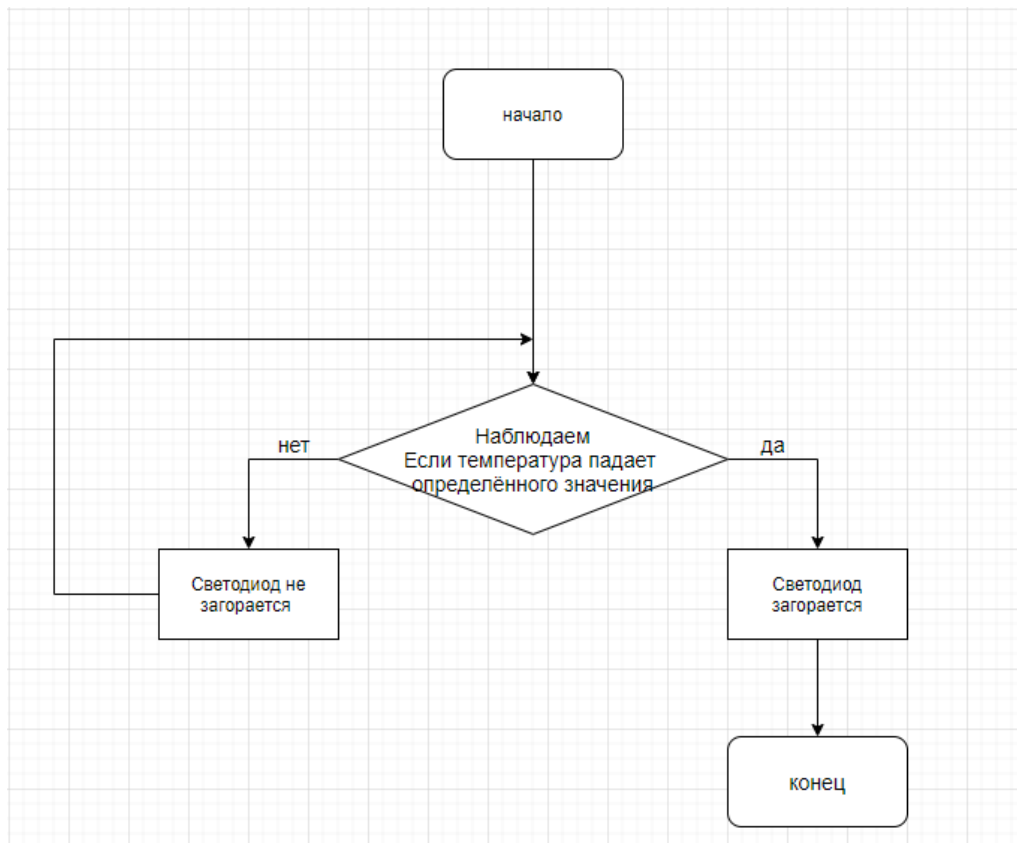 начало
нет
Наблюдаем
да
Если температура падает
определённого значения
Светодиод не
загорается
Светодиод
загорается
конец